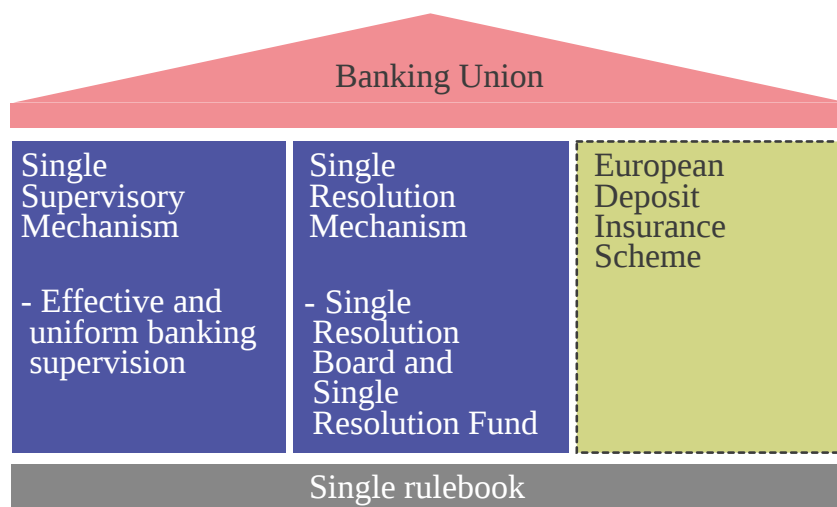 Banking Union
Single
Supervisory
Mechanism
- Effective and
uniform banking
supervision
Single
Resolution
Mechanism
- Single
Resolution
Board and
Single
Resolution Fund
European
Deposit
Insurance
Scheme
Single rulebook